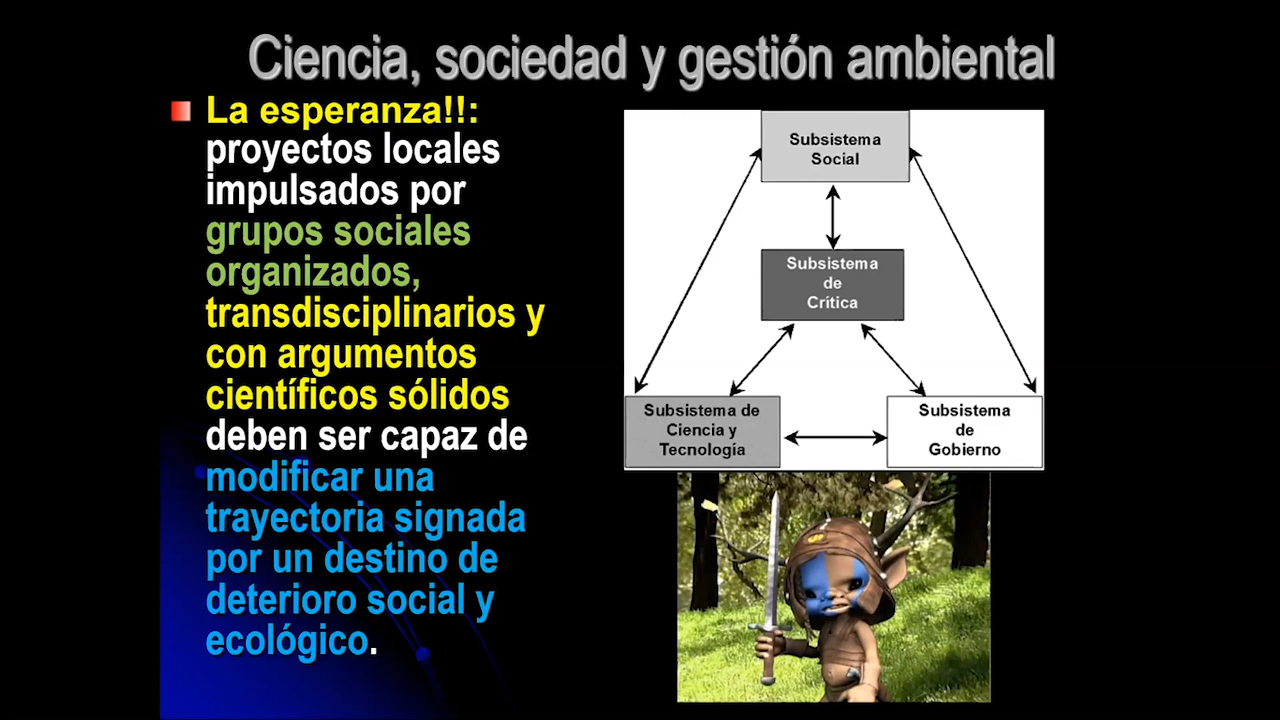 Ciencia, sociedad y gestión ambiental
La esperanza!!:
proyectos locales
impulsados por
grupos sociales
organizados,
transdisciplinarios y
con argumentos
científicos sólidos
deben ser capaz de
modificar una
trayectoria signada
por un destino de
deterioro social y
ecológico.
Subsistema
Social
Subsistema
de
Crítica
Subsistema de
Ciencia y
Tecnología
Subsistema
de
Gobierno